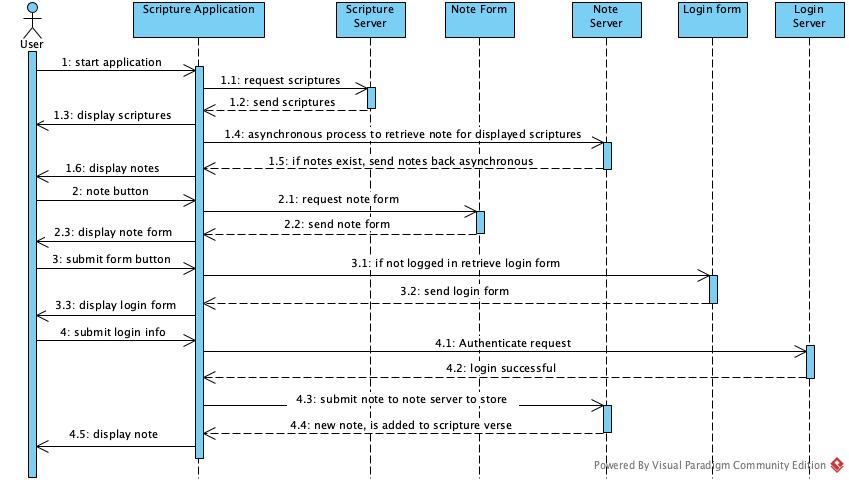 Scripture Application
Scripture
Server
Note Form
Note
Server
Login form
Login
Server
User
1: start application
1.1: request scriptures
1.2: send scriptures
1.3: display scriptures
1.4: asynchronous process to retrieve note for displayed scriptures
1.5: if notes exist, send notes back asynchronous
1.6: display notes
2: note button
2.1: request note form
2.2: send note form
2.3: display note form
3: submit form button
3.1: if not logged in retrieve login form
3.2: send login form
3.3: display login form
4: submit login info
4.1: Authenticate request
4.2: login successful
4.3: submit note to note server to store
4.4: new note, is added to scripture verse
4.5: display note
Powered By Visual Paradigm Community Edition